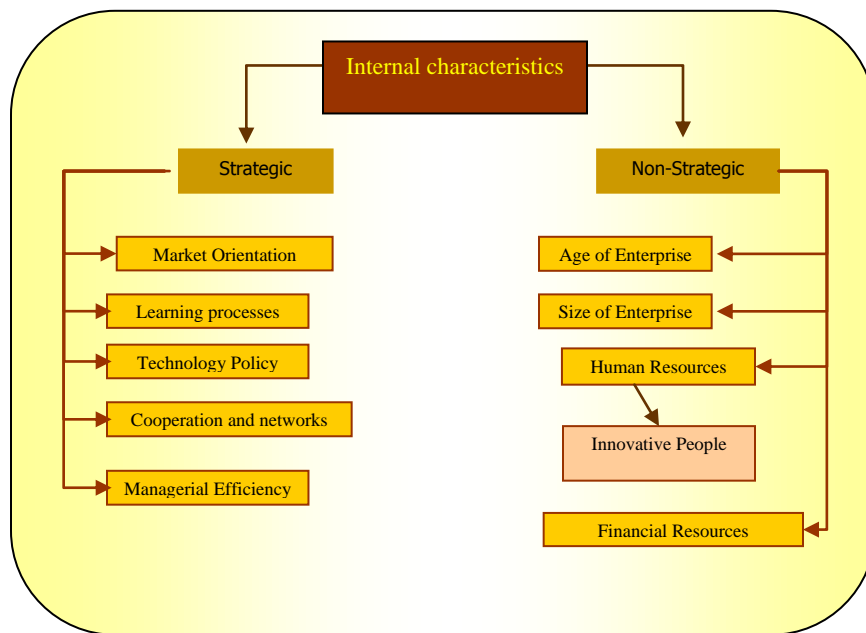 Internal characteristics
Strategic
Non-Strategic
Market Orientation
Age of Enterprise
Learning processes
Size of Enterprise
Technology Policy
Human Resources
Cooperation and networks
Innovative People
Managerial Efficiency
Financial Resources